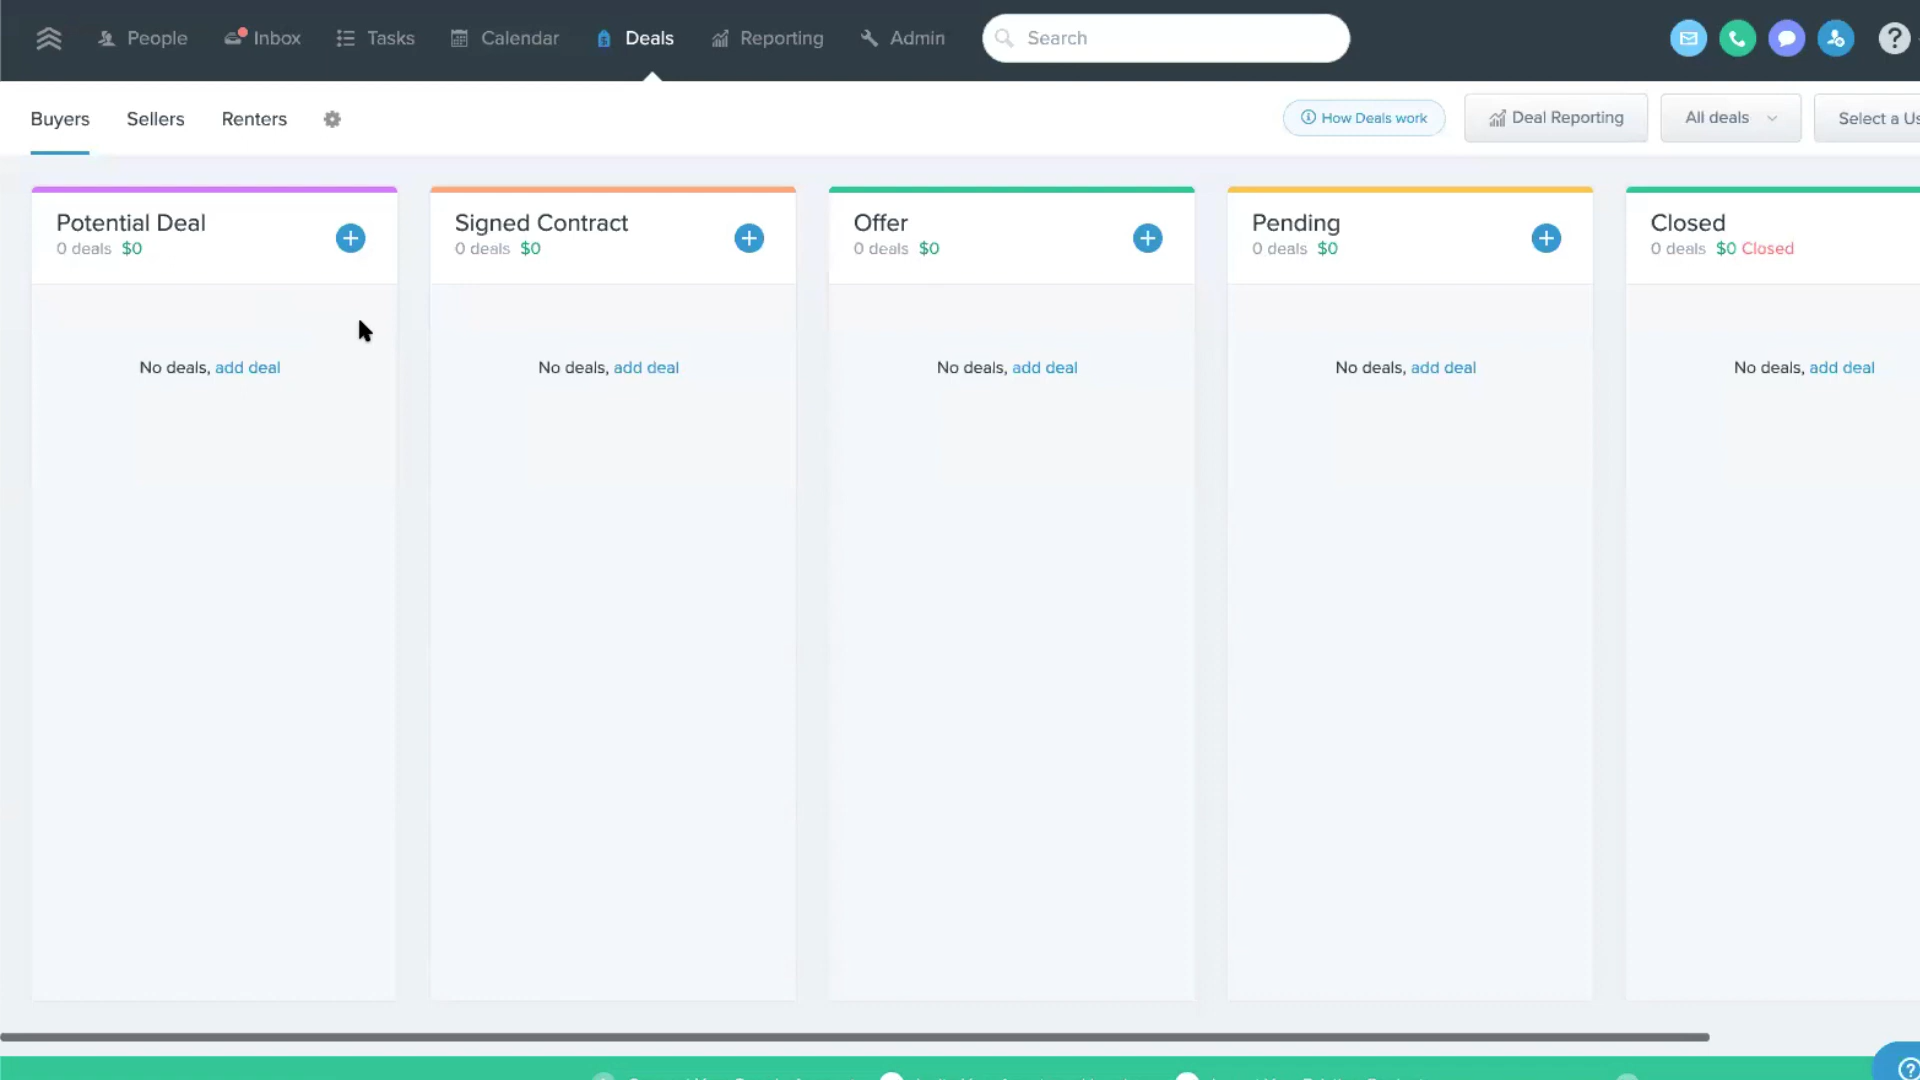 People
Inbox
Tasks
Calendar
Deals
Reporting
Admin
Search
?
Buyers
Sellers
Renters
How Deals work
Deal Reporting
All deals
Select a Us
Potential Deal
0 deals $0
Signed Contract
0 deals $0
Offer
0 deals $0
Pending
0 deals $0
Closed
0 deals $0 Closed
No deals, add deal
No deals, add deal
No deals, add deal
No deals, add deal
No deals, add deal